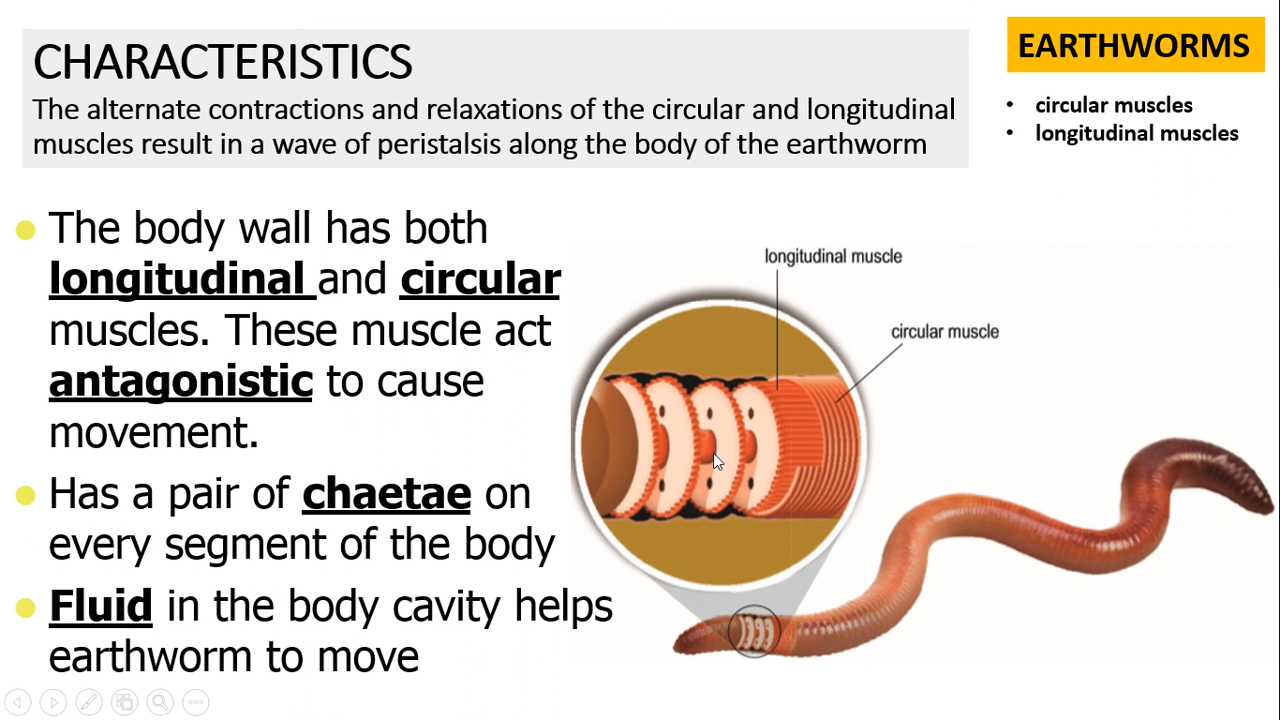 CHARACTERISTICS
The alternate contractions and relaxations of the circular and longitudinal
muscles result in a wave of peristalsis along the body of the earthworm
EARTHWORMS
• circular muscles
• longitudinal muscles
• The body wall has both
longitudinal and circular
muscles. These muscle act
antagonistic to cause
movement.
• Has a pair of chaetae on
every segment of the body
• Fluid in the body cavity helps
earthworm to move
longitudinal muscle
circular muscle